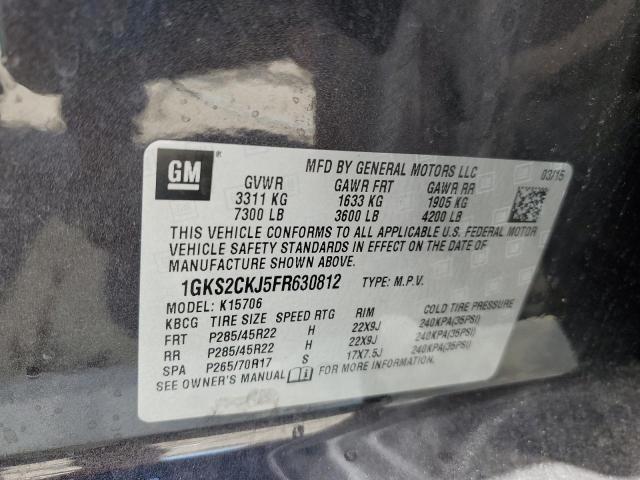 GM ® MFD BY GENERAL MOTORS LLC 03/15
GVWR GAWR FRT GAWR RR
3311 KG 1633 KG 1905 KG
7300 LB 3600 LB 4200 LB
THIS VEHICLE CONFORMS TO ALL APPLICABLE U.S. FEDERAL MOTOR
VEHICLE SAFETY STANDARDS IN EFFECT ON THE DATE OF
MANUFACTURE SHOWN ABOVE.
1GKS2CKJ5FR630812 TYPE: M.P.V.
MODEL: K15706
KBCG TIRE SIZE SPEED RTG RIM COLD TIRE PRESSURE
FRT P285/45R22 H 22X9J 240KPA(35PSI)
RR P285/45R22 H 22X9J 240KPA(35PSI)
SPA P265/70R17 S 17X7.5J 240KPA(35PSI)
SEE OWNER'S MANUAL FOR MORE INFORMATION.